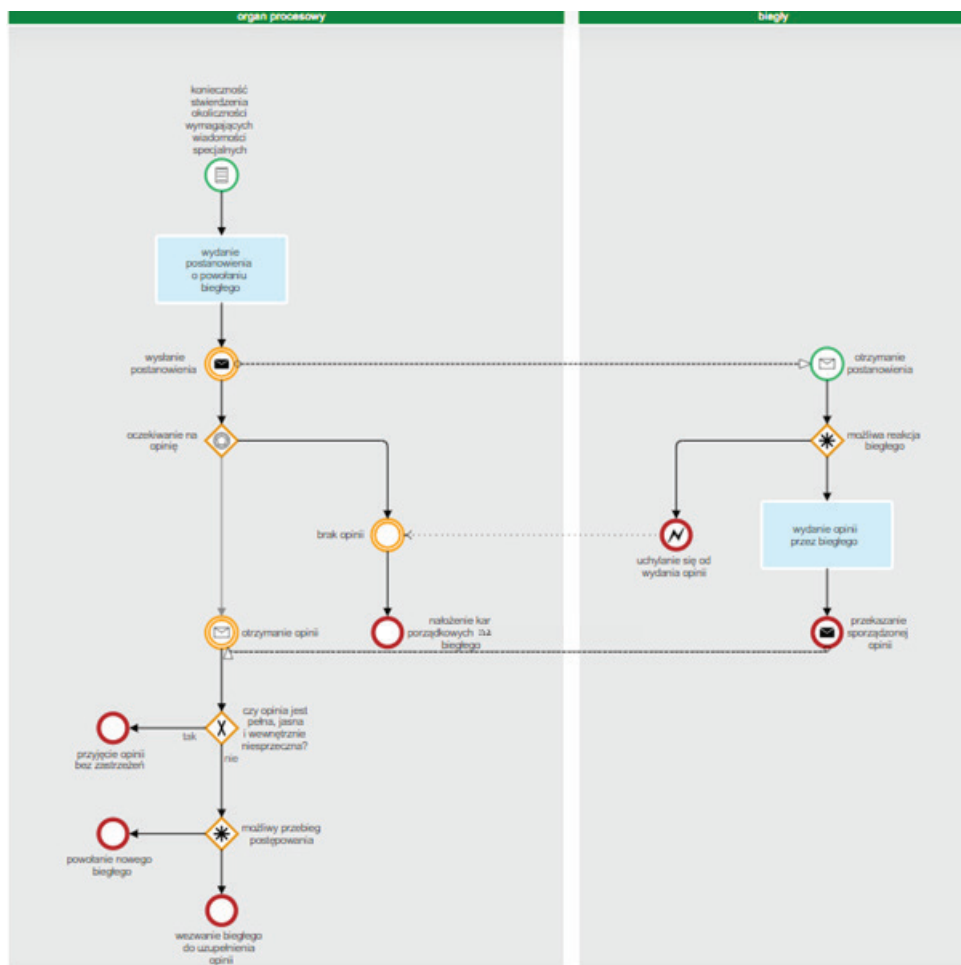 organ procesowy
biegły
konieczność
stwierdzenia
okoliczności
wymagających
wiadomości
specjalnych
wydanie
postanowienia
o powołaniu
biegłego
wysłanie
postanowienia
otrzymanie
postanowienia
oczekiwanie na
opinię
możliwa reakcja
biegłego
brak opinii
uchylanie się od
wydania opinii
wydanie opinii
przez biegłego
otrzymanie opinii
nałożenie kar
porządkowych na
biegłego
przekazanie
sporządzonej
opinii
czy opinia jest
pełna, jasna
i wewnętrznie
niesprzeczna?
tak
nie
przyjęcie opinii
bez zastrzeżeń
możliwy przebieg
postępowania
powołanie nowego
biegłego
wezwanie biegłego
do uzupełnienia
opinii